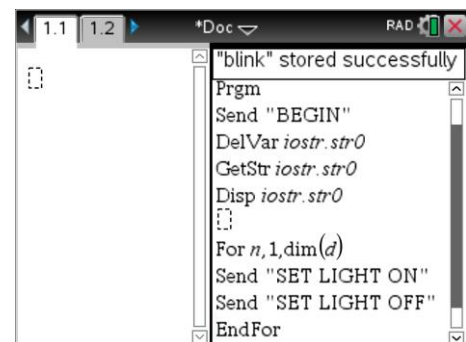 1.1 1.2 *Doc RAD
"blink" stored successfully
Prgm
Send "BEGIN"
DelVar iostr.str0
GetStr iostr.str0
Disp iostr.str0
For n,1,dim(d)
Send "SET LIGHT ON"
Send "SET LIGHT OFF"
EndFor